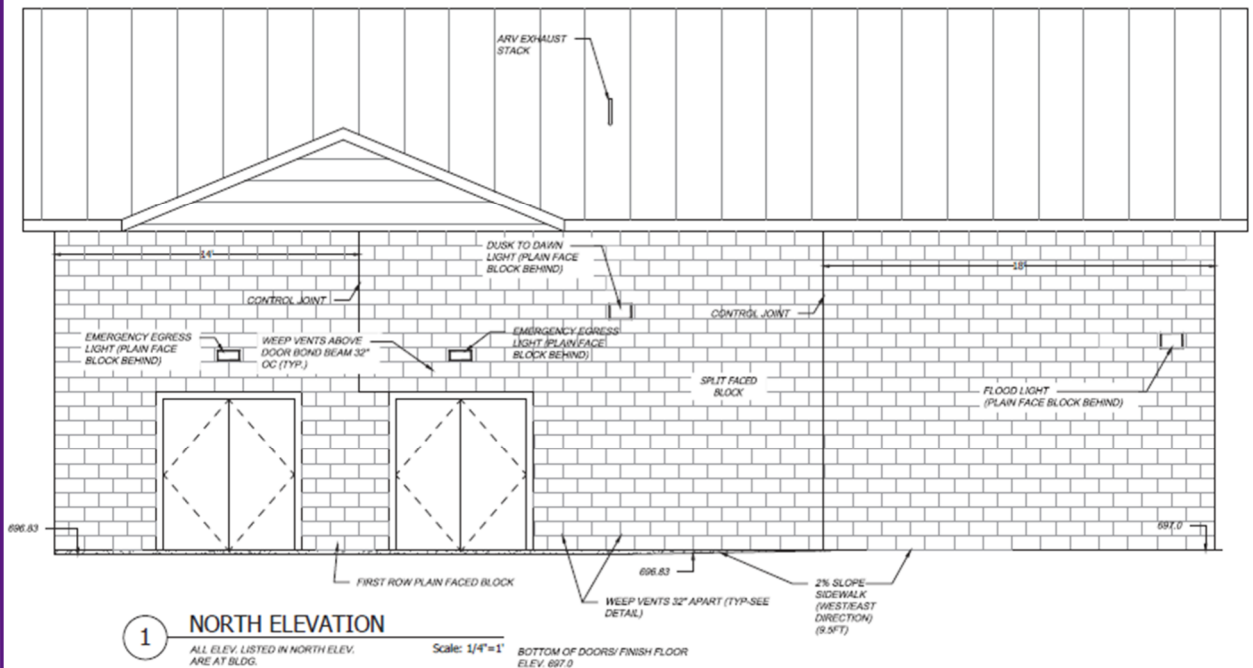 ARV EXHAUST
STACK
DUSK TO DAWN
LIGHT (PLAIN FACE
BLOCK BEHIND)
14'
18'
CONTROL JOINT
CONTROL JOINT
EMERGENCY EGRESS
LIGHT (PLAIN FACE
BLOCK BEHIND)
WEEP VENTS ABOVE
DOOR BOND BEAM 32"
OC (TYP.)
EMERGENCY EGRESS
LIGHT (PLAIN FACE
BLOCK BEHIND)
SPLIT FACED
BLOCK
FLOOD LIGHT
(PLAIN FACE BLOCK BEHIND)
696.83
697.0
696.83
FIRST ROW PLAIN FACED BLOCK
WEEP VENTS 32" APART (TYP-SEE
DETAIL)
2% SLOPE
SIDEWALK
(WEST/EAST
DIRECTION)
(9.5FT)
1
NORTH ELEVATION
ALL ELEV. LISTED IN NORTH ELEV.
ARE AT BLDG.
Scale: 1/4"=1'
BOTTOM OF DOORS/ FINISH FLOOR
ELEV. 697.0